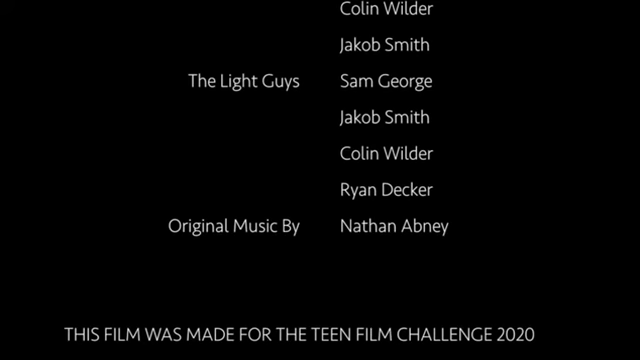 Colin Wilder
Jakob Smith
The Light Guys Sam George
Jakob Smith
Colin Wilder
Ryan Decker
Original Music By Nathan Abney
THIS FILM WAS MADE FOR THE TEEN FILM CHALLENGE 2020